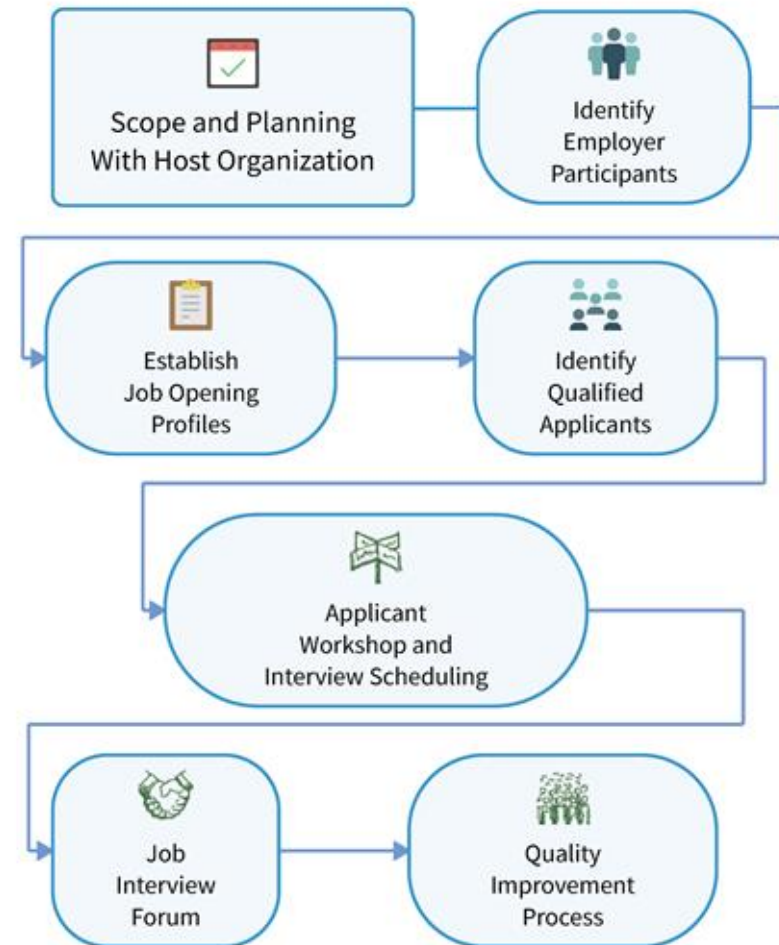 Scope and Planning
With Host Organization
Identify
Employer
Participants
Establish
Job Opening
Profiles
Identify
Qualified
Applicants
Applicant
Workshop and
Interview Scheduling
Job
Interview
Forum
Quality
Improvement
Process